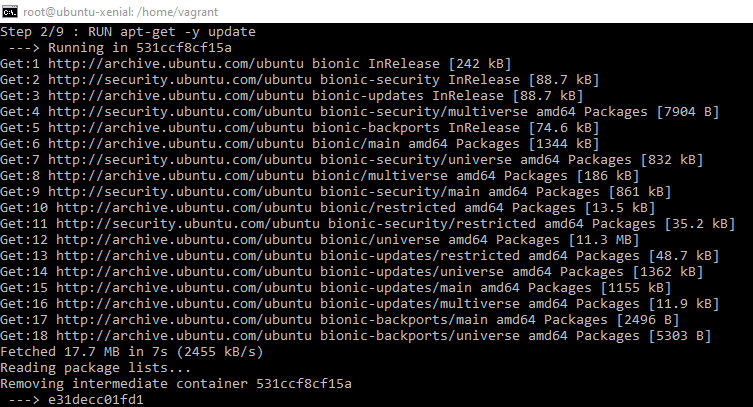 root@ubuntu-xenial: /home/vagrant
Step 2/9 : RUN apt-get -y update
 ---> Running in 531ccf8cf15a
Get:1 http://archive.ubuntu.com/ubuntu bionic InRelease [242 kB]
Get:2 http://security.ubuntu.com/ubuntu bionic-security InRelease [88.7 kB]
Get:3 http://archive.ubuntu.com/ubuntu bionic-updates InRelease [88.7 kB]
Get:4 http://security.ubuntu.com/ubuntu bionic-security/multiverse amd64 Packages [7904 B]
Get:5 http://archive.ubuntu.com/ubuntu bionic-backports InRelease [74.6 kB]
Get:6 http://archive.ubuntu.com/ubuntu bionic/main amd64 Packages [1344 kB]
Get:7 http://security.ubuntu.com/ubuntu bionic-security/universe amd64 Packages [832 kB]
Get:8 http://archive.ubuntu.com/ubuntu bionic/multiverse amd64 Packages [186 kB]
Get:9 http://security.ubuntu.com/ubuntu bionic-security/main amd64 Packages [861 kB]
Get:10 http://archive.ubuntu.com/ubuntu bionic/restricted amd64 Packages [13.5 kB]
Get:11 http://security.ubuntu.com/ubuntu bionic-security/restricted amd64 Packages [35.2 kB]
Get:12 http://archive.ubuntu.com/ubuntu bionic/universe amd64 Packages [11.3 MB]
Get:13 http://archive.ubuntu.com/ubuntu bionic-updates/restricted amd64 Packages [48.7 kB]
Get:14 http://archive.ubuntu.com/ubuntu bionic-updates/universe amd64 Packages [1362 kB]
Get:15 http://archive.ubuntu.com/ubuntu bionic-updates/main amd64 Packages [1155 kB]
Get:16 http://archive.ubuntu.com/ubuntu bionic-updates/multiverse amd64 Packages [11.9 kB]
Get:17 http://archive.ubuntu.com/ubuntu bionic-backports/main amd64 Packages [2496 B]
Get:18 http://archive.ubuntu.com/ubuntu bionic-backports/universe amd64 Packages [5303 B]
Fetched 17.7 MB in 7s (2455 kB/s)
Reading package lists...
Removing intermediate container 531ccf8cf15a
 ---> e31decc01fd1